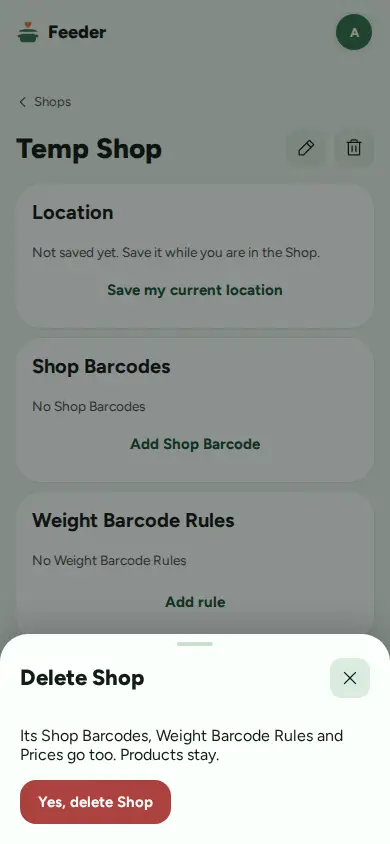 Feeder
A
Shops
Temp Shop
Location
Not saved yet. Save it while you are in the Shop.
Save my current location
Shop Barcodes
No Shop Barcodes
Add Shop Barcode
Weight Barcode Rules
No Weight Barcode Rules
Add rule
Delete Shop
Its Shop Barcodes, Weight Barcode Rules and
Prices go too. Products stay.
Yes, delete Shop